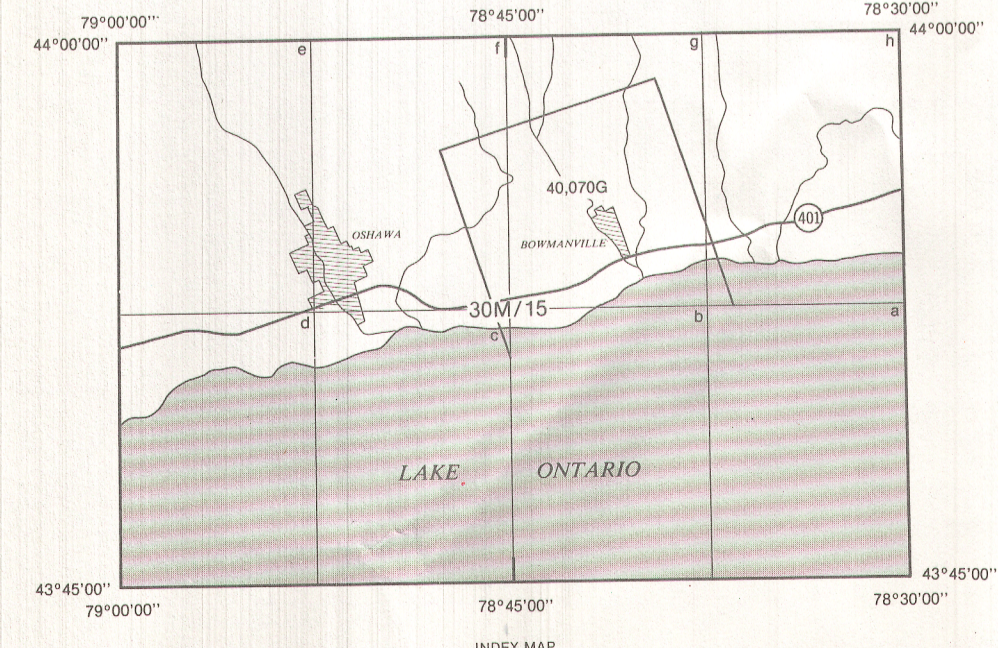 79°00'00''
78°45'00''
78°30'00''
44°00'00''
44°00'00''
e
f
g
h
40,070G
401
OSHAWA
BOWMANVILLE
30M/15
d
c
b
a
LAKE ONTARIO
43°45'00''
43°45'00''
79°00'00''
78°45'00''
78°30'00''
INDEX MAP